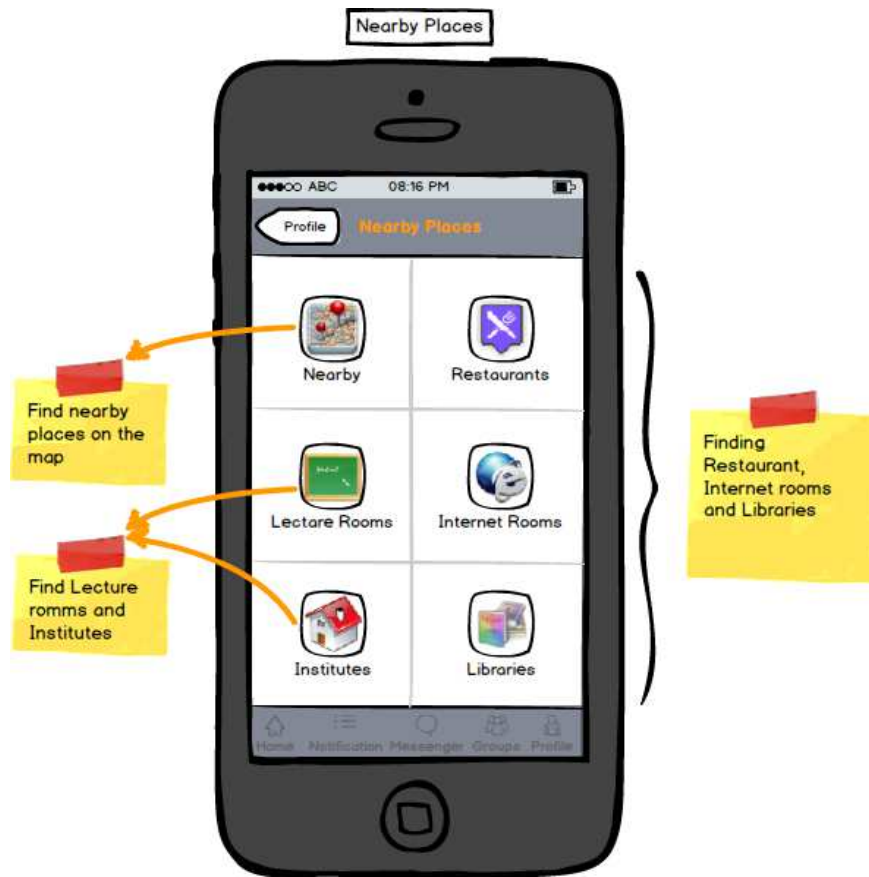 Nearby Places
ABC 08:16 PM
Profile Nearby Places
Nearby Restaurants
Find nearby
places on the
map
Finding
Restaurant,
Internet rooms
and Libraries
Lectare Rooms Internet Rooms
Find Lecture
romms and
Institutes
Institutes Libraries
Home Notification Messenger Groups Profile